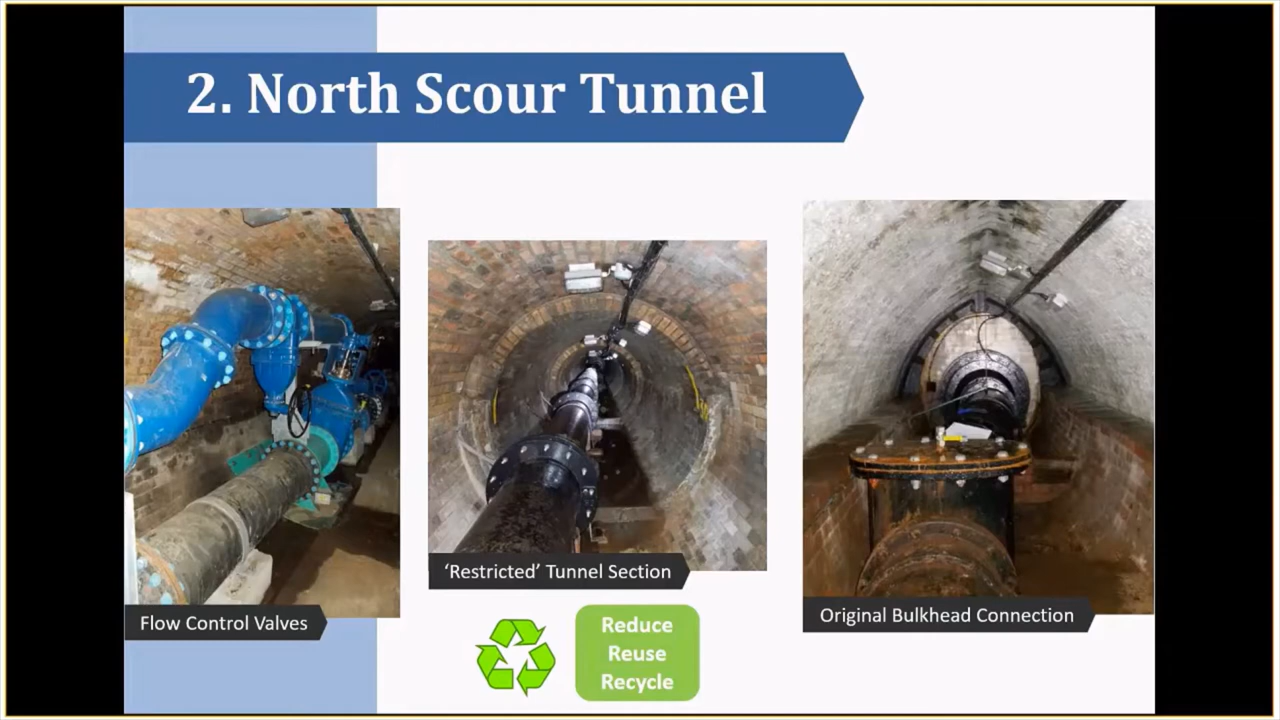 2. North Scour Tunnel
Flow Control Valves
‘Restricted’ Tunnel Section
Original Bulkhead Connection
Reduce
Reuse
Recycle